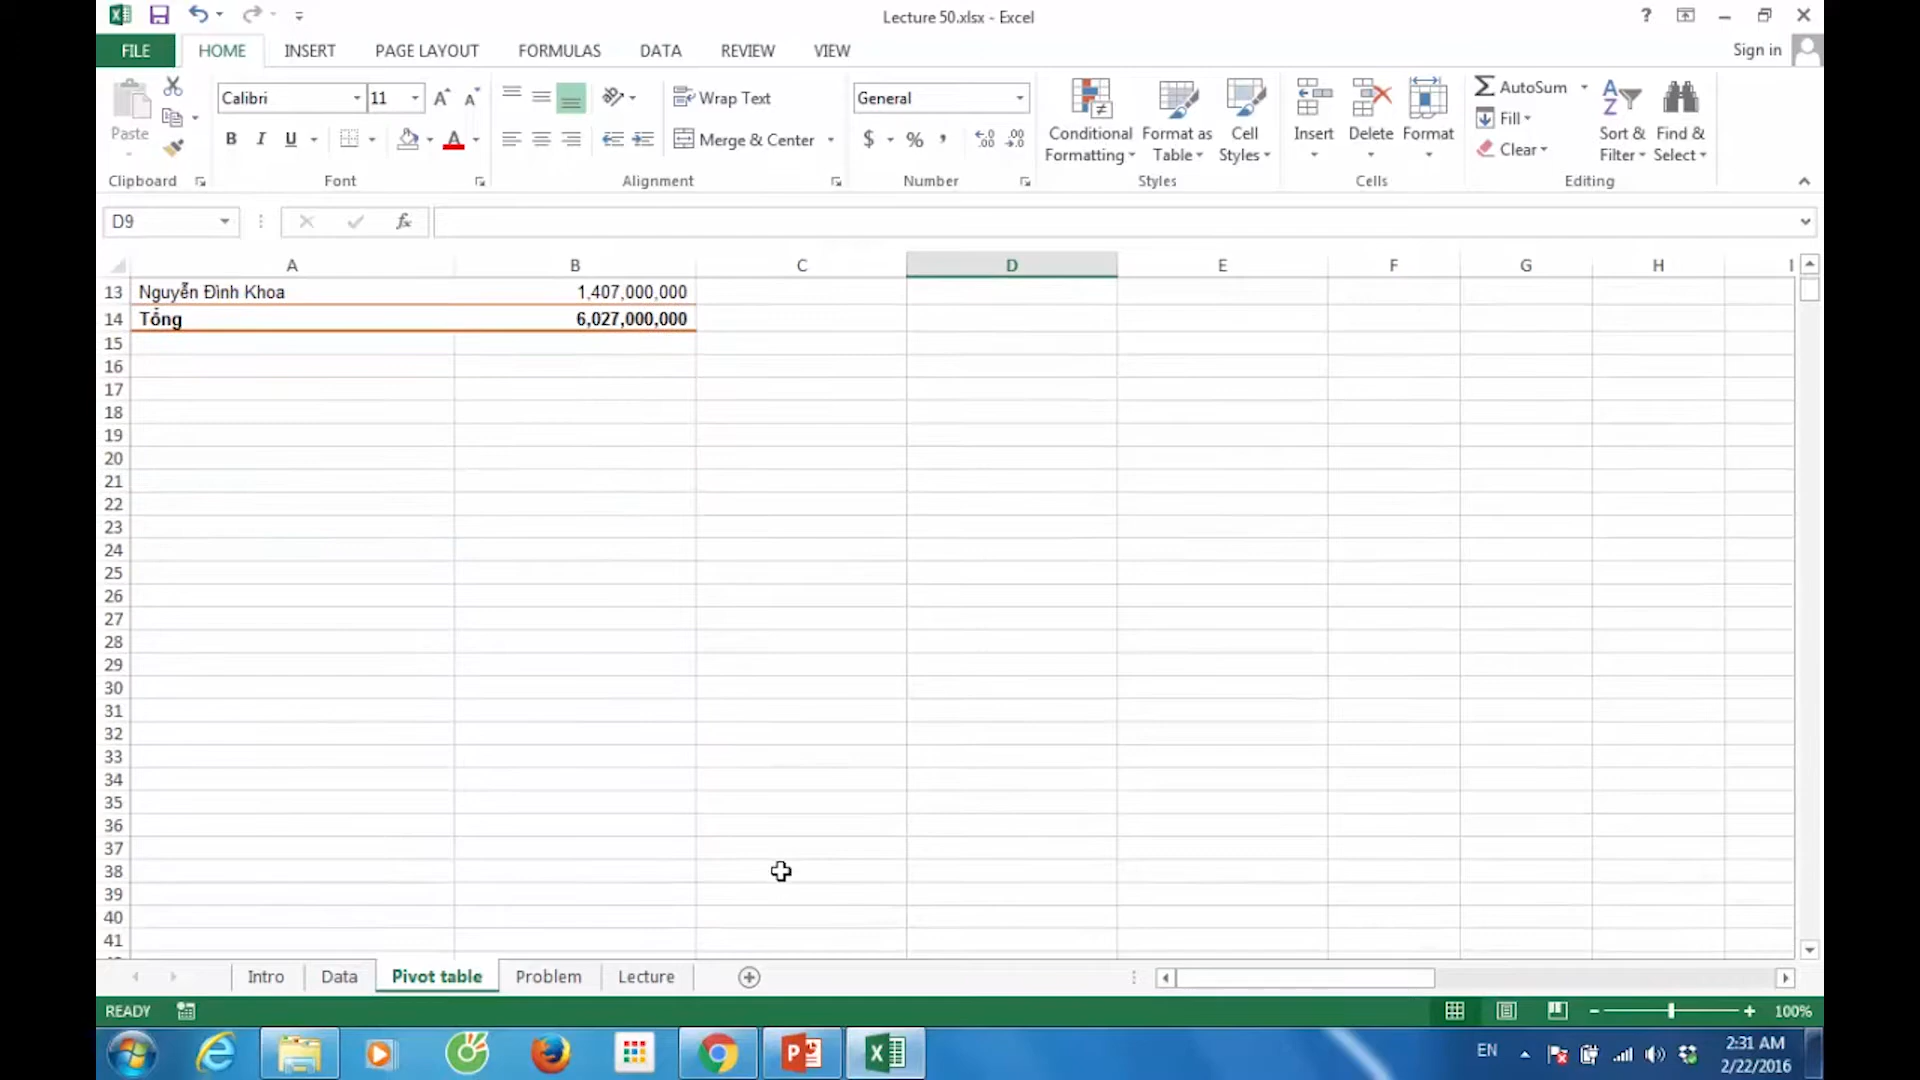 Lecture 50.xlsx - Excel
FILE HOME INSERT PAGE LAYOUT FORMULAS DATA REVIEW VIEW Sign in
Calibri 11 Wrap Text General AutoSum
Paste Merge & Center $ % Conditional Formatting Format as Table Cell Styles Insert Delete Format Fill Clear Sort & Filter Find & Select
Clipboard Font Alignment Number Styles Cells Editing
D9 fx
A B C D E F G H I
13 Nguyễn Đình Khoa 1,407,000,000
14 Tổng 6,027,000,000
15
16
17
18
19
20
21
22
23
24
25
26
27
28
29
30
31
32
33
34
35
36
37
38
39
40
41
Intro Data Pivot table Problem Lecture
READY 100%
EN 2:31 AM
2/22/2016